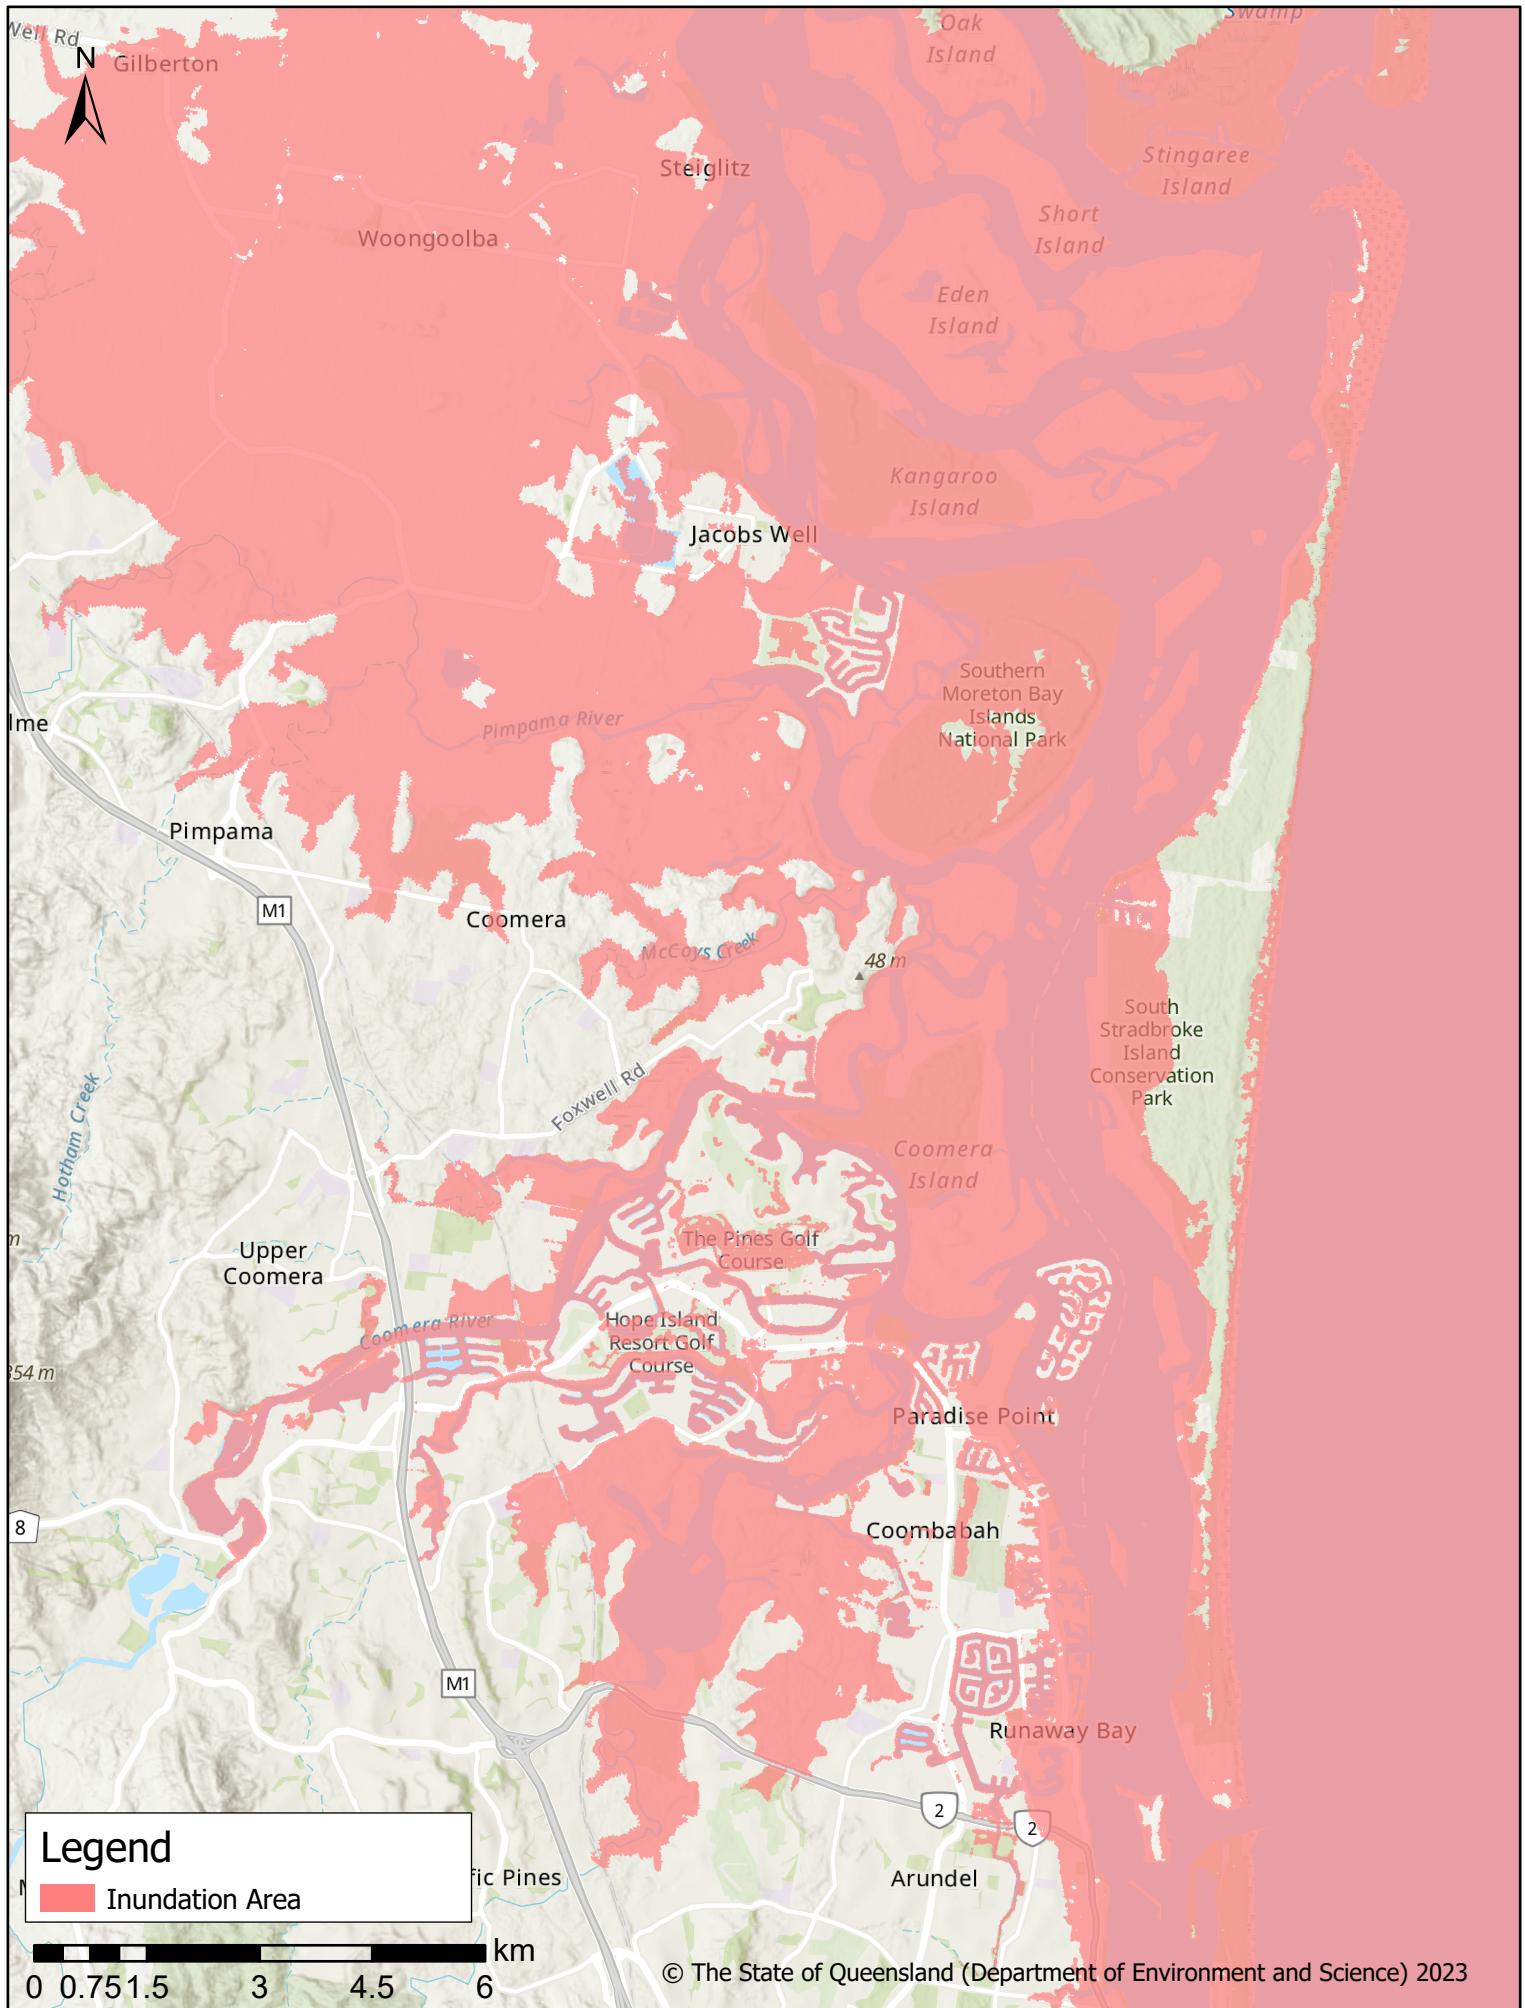 Well Rd
N
Gilberton
Oak
Island
Swamp
Steiglitz
Stingaree
Island
Woongoolba
Short
Island
Eden
Island
Kangaroo
Island
Jacobs Well
Southern
Moreton Bay
Islands
National Park
lme
Pimpama River
Pimpama
M1
Coomera
McCoys Creek
48 m
South
Stradbroke
Island
Conservation
Park
Foxwell Rd
Hotham Creek
Coomera
Island
m
Upper
Coomera
The Pines Golf
Course
Coomera River
Hope Island
Resort Golf
Course
354 m
Paradise Point
8
Coombabah
M1
Runaway Bay
2
2
Legend
Inundation Area
fic Pines
Arundel
km
0 0.75 1.5 3 4.5 6
© The State of Queensland (Department of Environment and Science) 2023